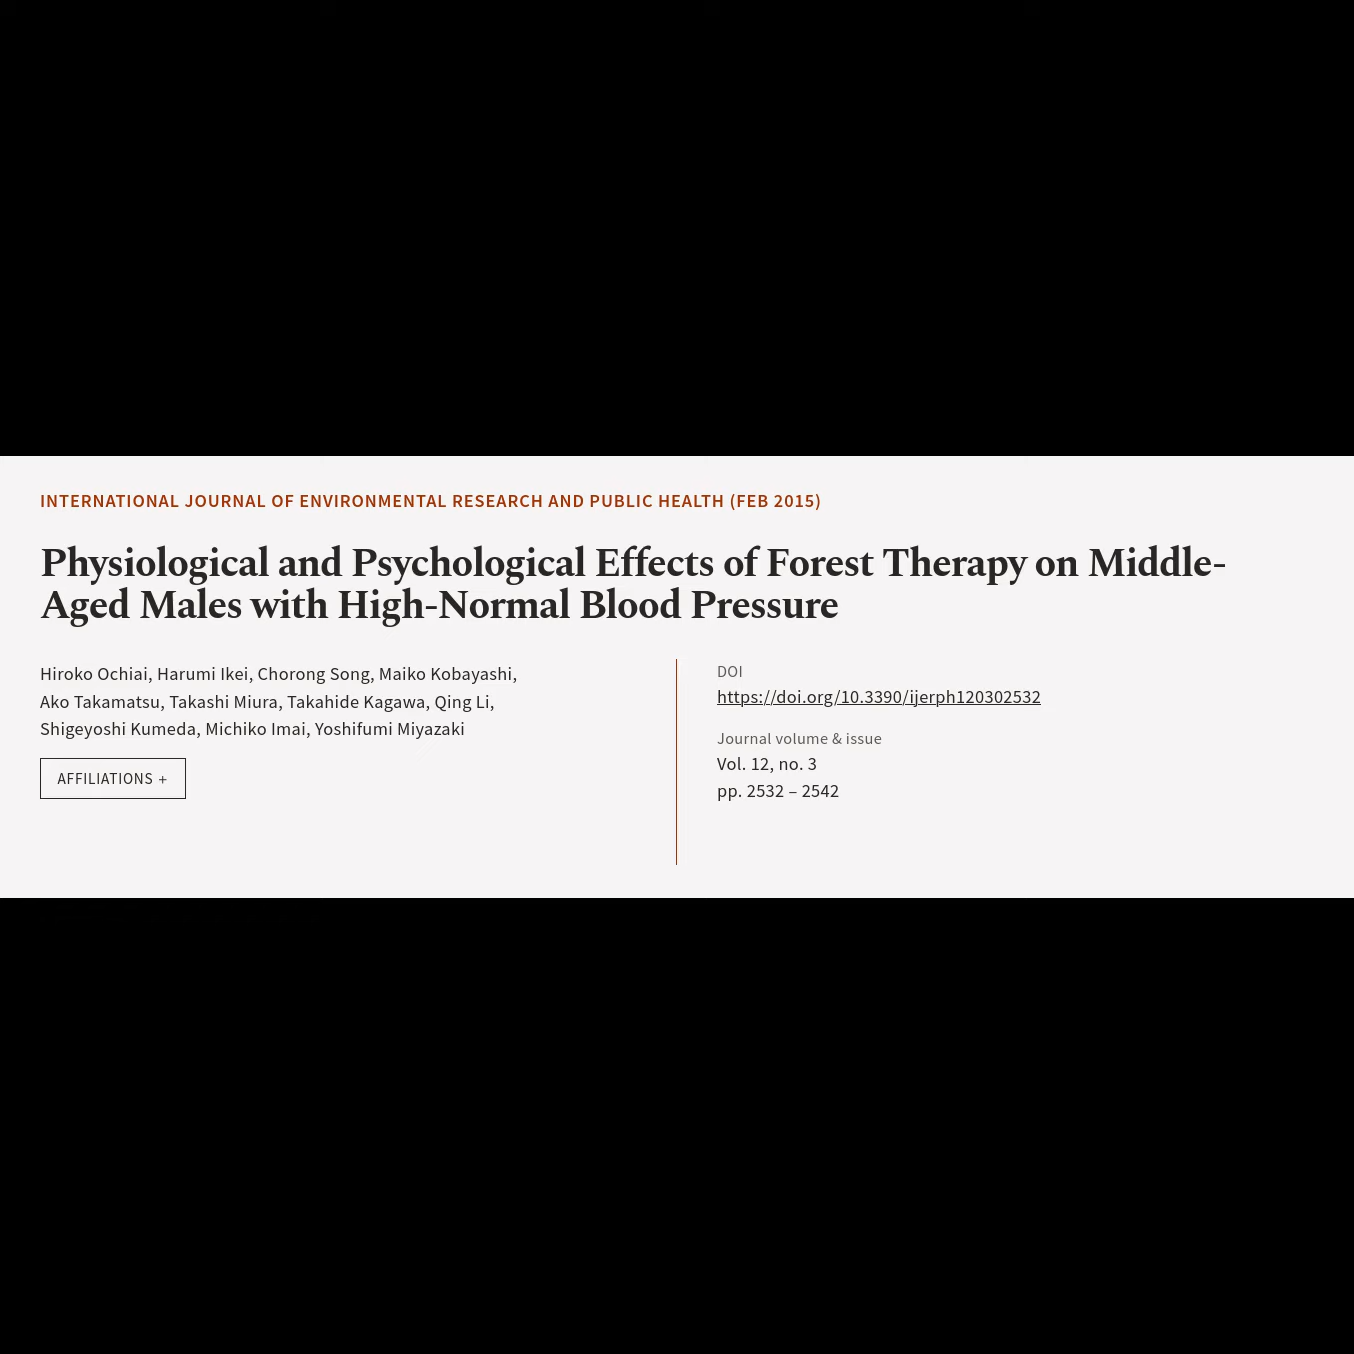 INTERNATIONAL JOURNAL OF ENVIRONMENTAL RESEARCH AND PUBLIC HEALTH (FEB 2015)
Physiological and Psychological Effects of Forest Therapy on Middle-
Aged Males with High-Normal Blood Pressure
Hiroko Ochiai, Harumi Ikei, Chorong Song, Maiko Kobayashi,
Ako Takamatsu, Takashi Miura, Takahide Kagawa, Qing Li,
Shigeyoshi Kumeda, Michiko Imai, Yoshifumi Miyazaki
AFFILIATIONS +
DOI
https://doi.org/10.3390/ijerph120302532
Journal volume & issue
Vol. 12, no. 3
pp. 2532 – 2542